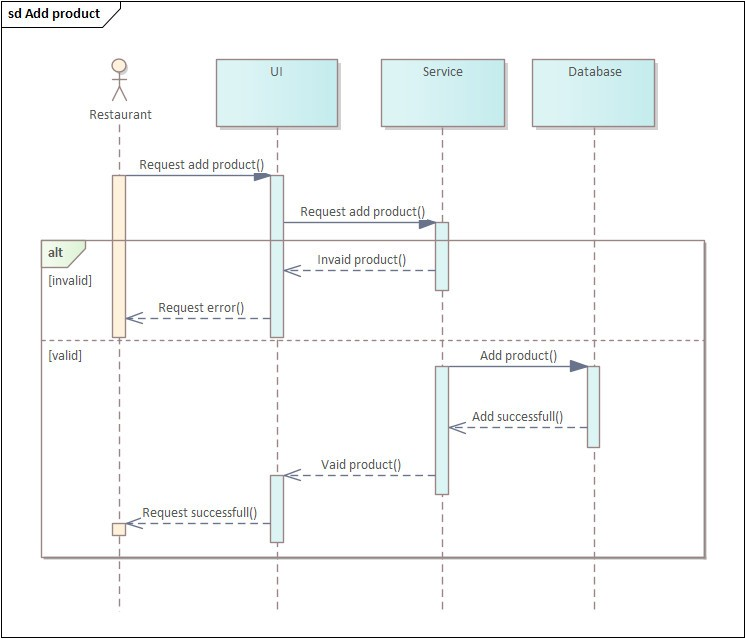 sd Add product
UI
Service
Database
Restaurant
Request add product()
Request add product()
alt
Invaid product()
[invalid]
Request error()
[valid]
Add product()
Add successfull()
Vaid product()
Request successfull()